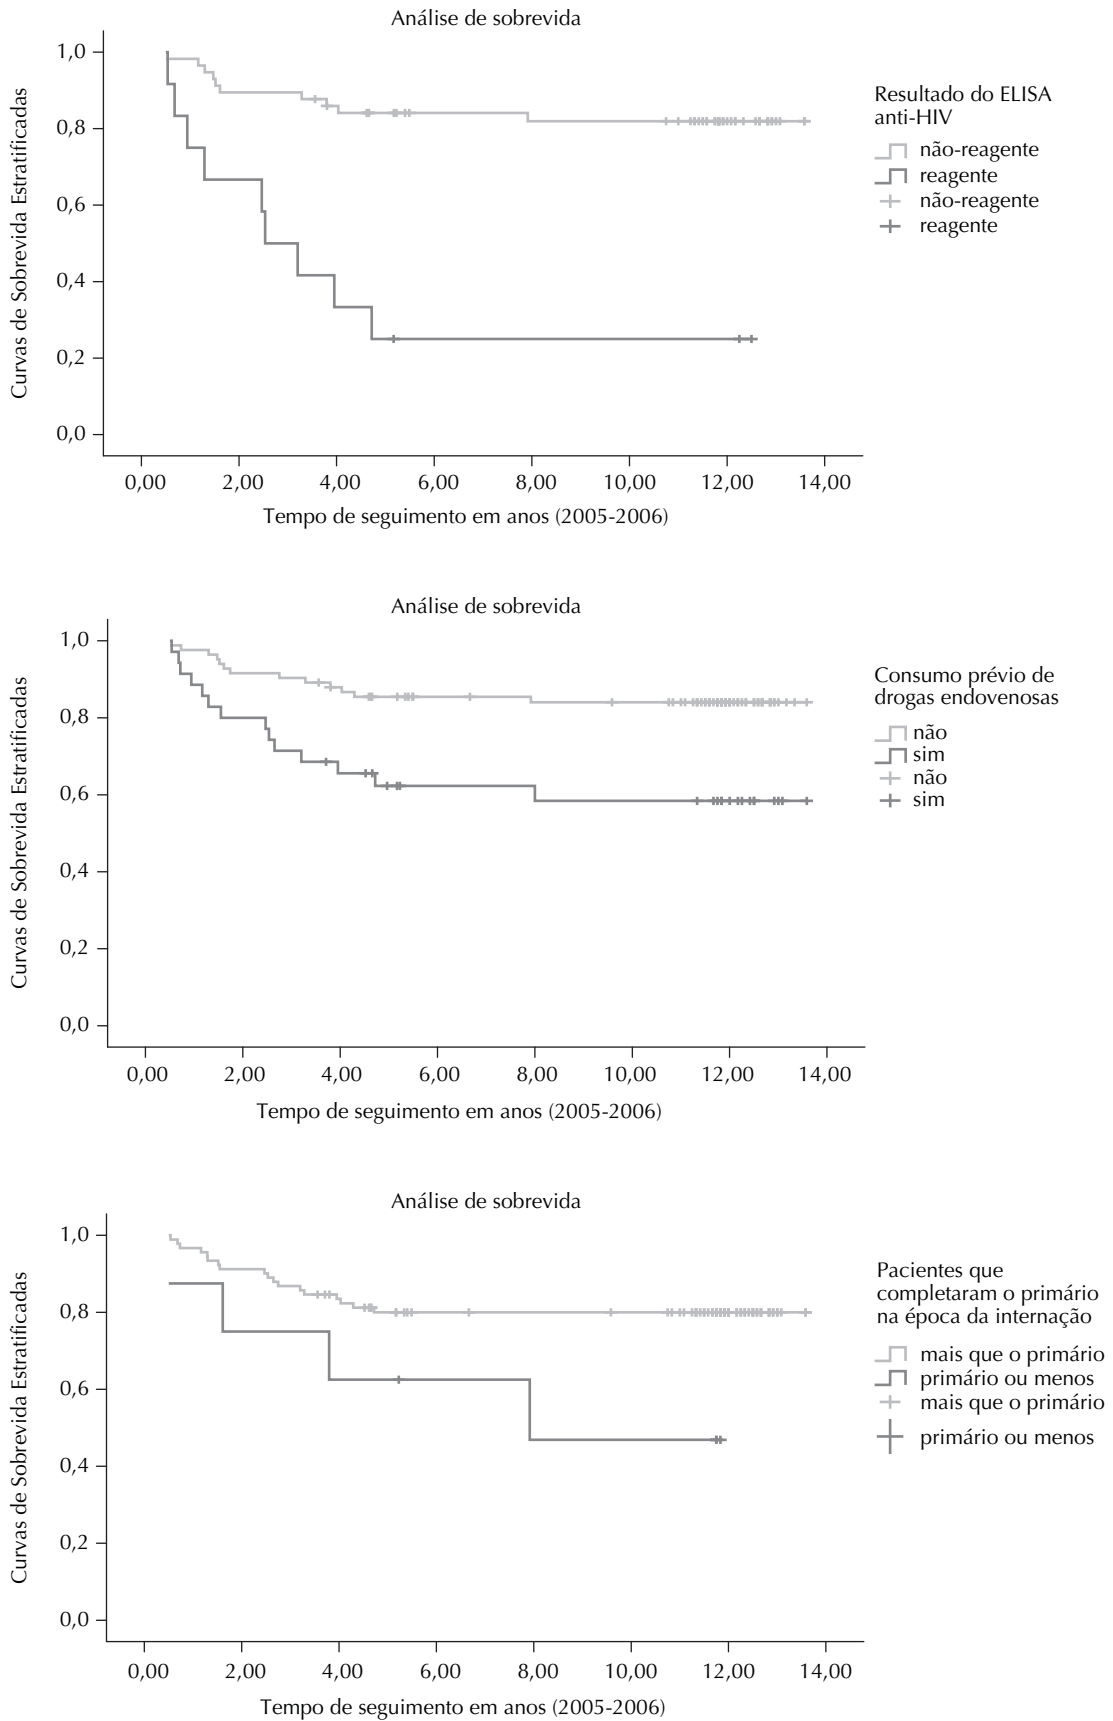 Análise de sobrevida
Curvas de Sobrevida Estratificadas
1,0
0,8
0,6
0,4
0,2
0,0
0,00 2,00 4,00 6,00 8,00 10,00 12,00 14,00
Tempo de seguimento em anos (2005-2006)
Resultado do ELISA
anti-HIV
não-reagente
reagente
não-reagente
reagente
Análise de sobrevida
Curvas de Sobrevida Estratificadas
1,0
0,8
0,6
0,4
0,2
0,0
0,00 2,00 4,00 6,00 8,00 10,00 12,00 14,00
Tempo de seguimento em anos (2005-2006)
Consumo prévio de
drogas endovenosas
não
sim
não
sim
Análise de sobrevida
Curvas de Sobrevida Estratificadas
1,0
0,8
0,6
0,4
0,2
0,0
0,00 2,00 4,00 6,00 8,00 10,00 12,00 14,00
Tempo de seguimento em anos (2005-2006)
Pacientes que
completaram o primário
na época da internação
mais que o primário
primário ou menos
mais que o primário
primário ou menos